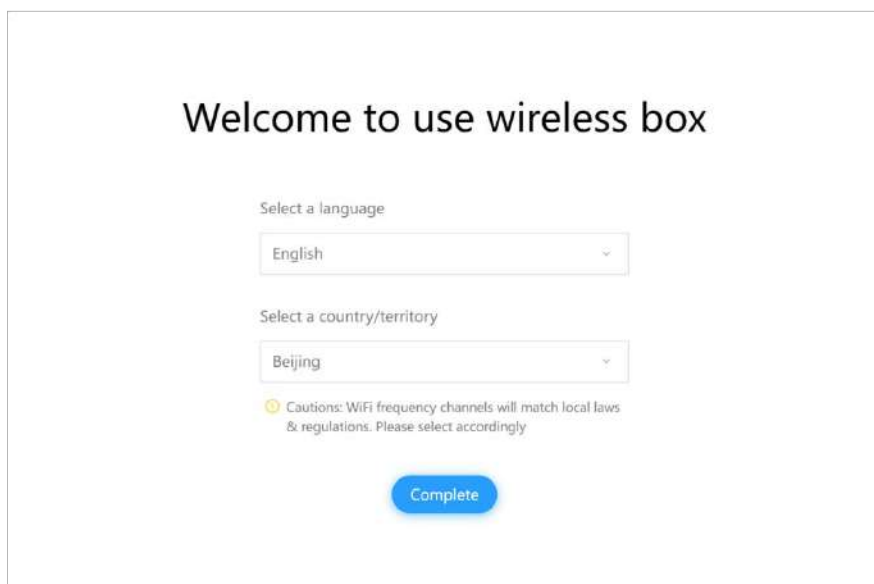 Welcome to use wireless box
Select a language
English
Select a country/territory
Beijing
Cautions: WiFi frequency channels will match local laws
& regulations. Please select accordingly
Complete